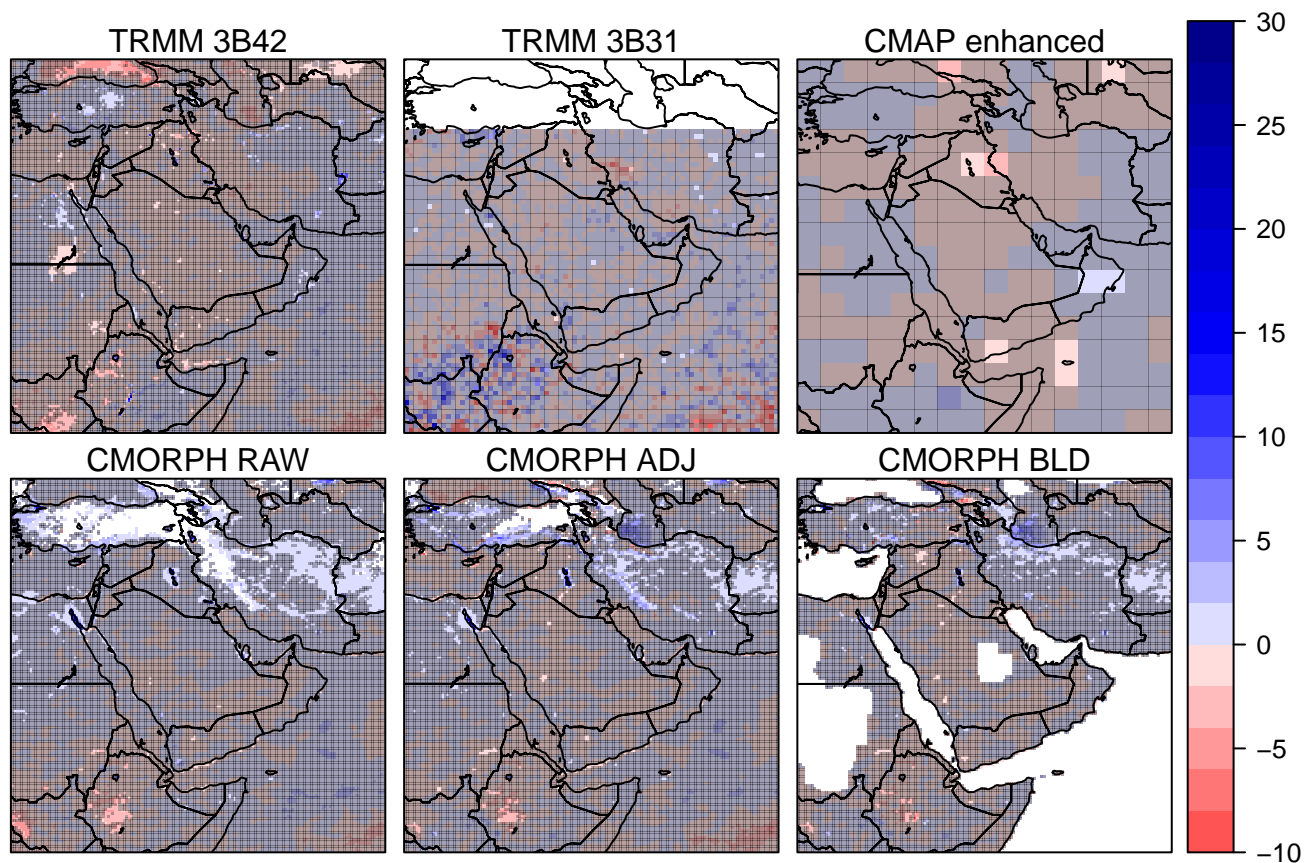 TRMM 3B42
TRMM 3B31
CMAP enhanced
CMORPH RAW
CMORPH ADJ
CMORPH BLD
30
25
20
15
10
5
0
−5
−10